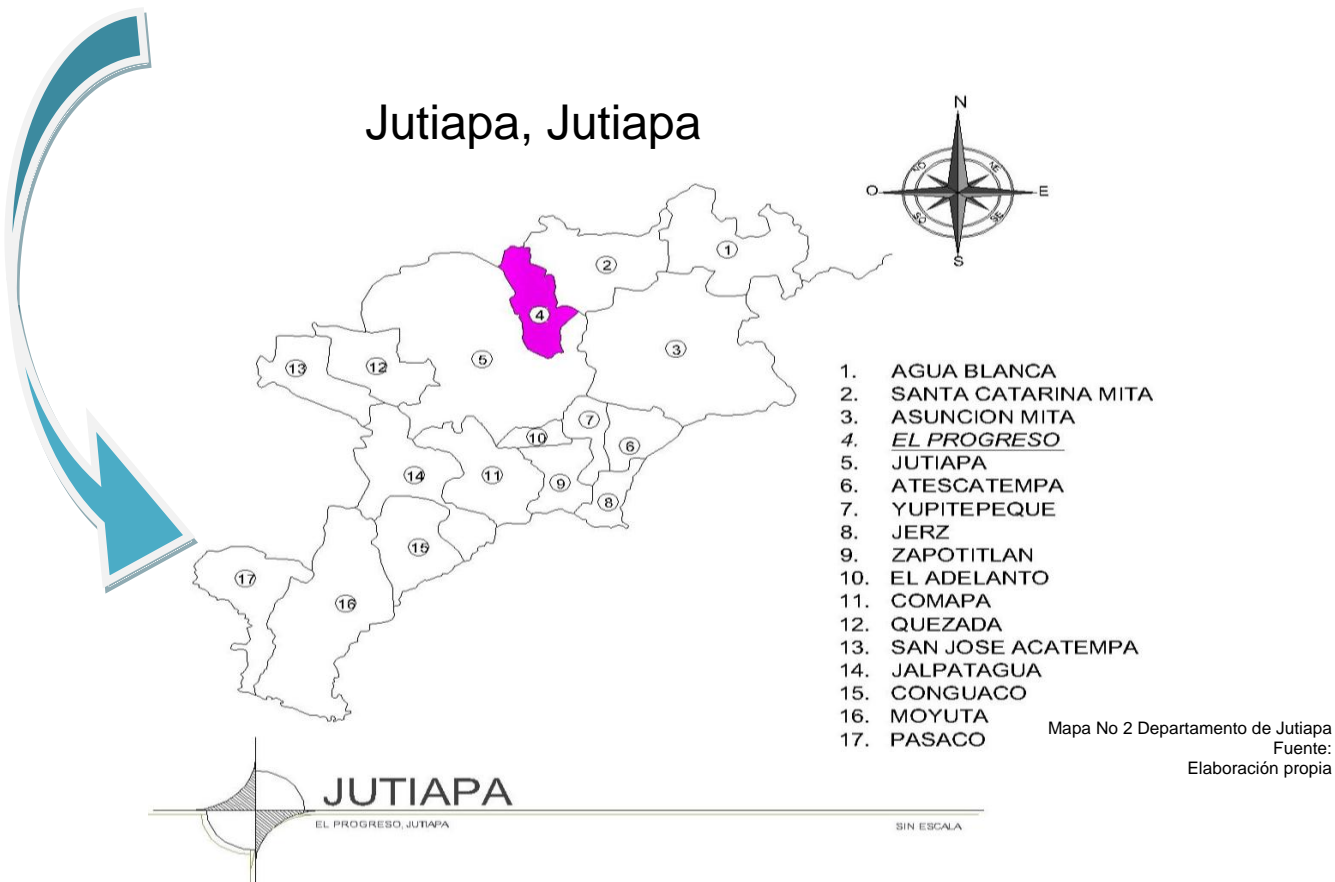 Jutiapa, Jutiapa
N
NO
NE
O
E
SO
SE
S
1
2
4
3
5
13
12
7
10
6
14
11
9
8
15
17
16
1. AGUA BLANCA
2. SANTA CATARINA MITA
3. ASUNCION MITA
4. EL PROGRESO
5. JUTIAPA
6. ATESCATEMPA
7. YUPITEPEQUE
8. JERZ
9. ZAPOTITLAN
10. EL ADELANTO
11. COMAPA
12. QUEZADA
13. SAN JOSE ACATEMPA
14. JALPATAGUA
15. CONGUACO
16. MOYUTA
17. PASACO
Mapa No 2 Departamento de Jutiapa
Fuente:
Elaboración propia
JUTIAPA
EL PROGRESO, JUTIAPA
SIN ESCALA